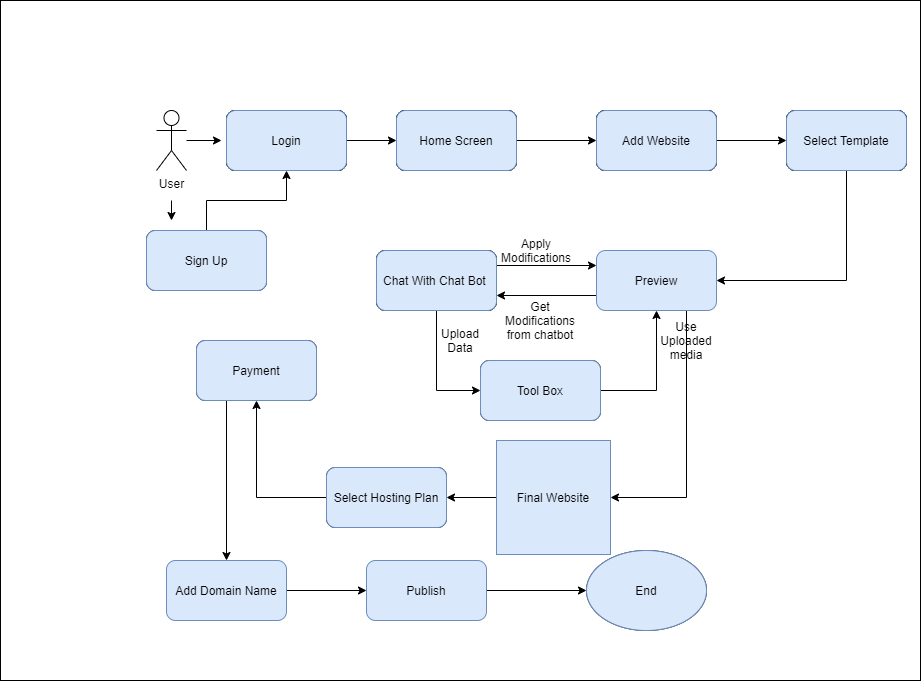 Login
Home Screen
Add Website
Select Template
User
Sign Up
Apply
Modifications
Chat With Chat Bot
Preview
Get
Modifications
from chatbot
Upload
Data
Use
Uploaded
media
Payment
Tool Box
Select Hosting Plan
Final Website
Add Domain Name
Publish
End